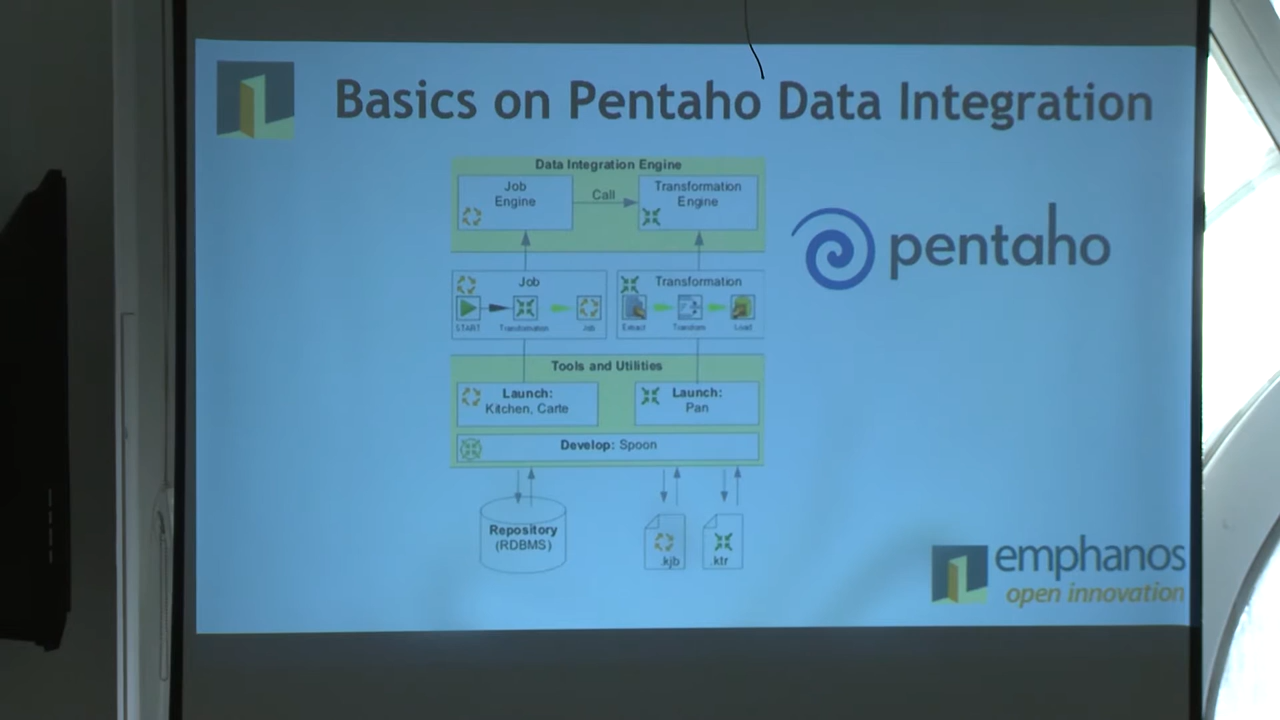 Basics on Pentaho Data Integration
Data Integration Engine
Job
Engine
Call
Transformation
Engine
pentaho
Job
START
Transformation
Job
Transformation
Extract
Transform
Load
Tools and Utilities
Launch:
Kitchen, Carte
Launch:
Pan
Develop: Spoon
Repository
(RDBMS)
.kjb
.ktr
emphanos
open innovation